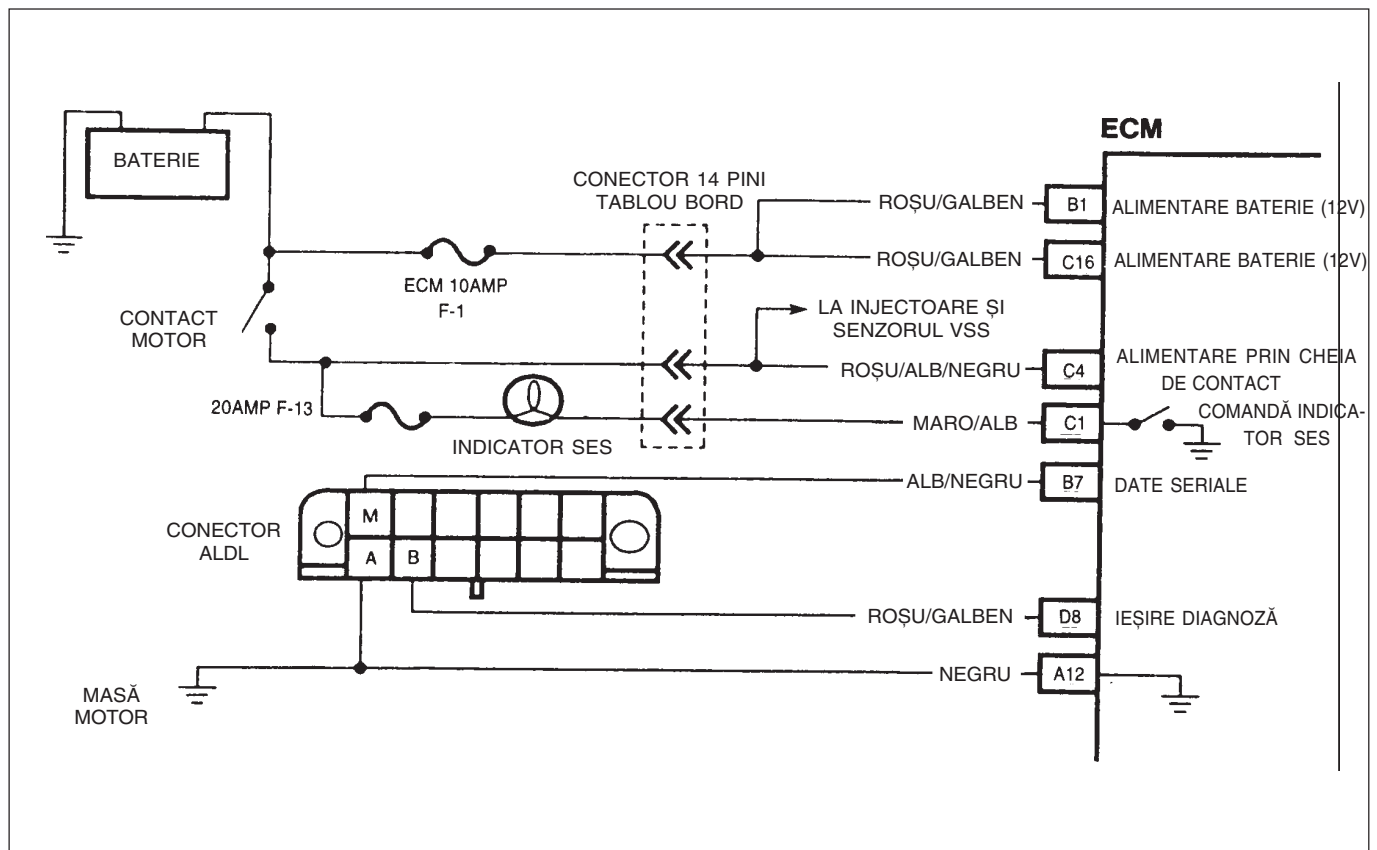 ECM
BATERIE
CONECTOR 14 PINI
TABLOU BORD
ROȘU/GALBEN
B1
ALIMENTARE BATERIE (12V)
ROȘU/GALBEN
C16
ALIMENTARE BATERIE (12V)
ECM 10AMP
F-1
CONTACT
MOTOR
LA INJECTOARE ȘI
SENZORUL VSS
ROȘU/ALB/NEGRU
C4
ALIMENTARE PRIN CHEIA
DE CONTACT
20AMP F-13
INDICATOR SES
MARO/ALB
C1
COMANDĂ INDICA-
TOR SES
ALB/NEGRU
B7
DATE SERIALE
CONECTOR
ALDL
M
A
B
ROȘU/GALBEN
D8
IEȘIRE DIAGNOZĂ
NEGRU
A12
MASĂ
MOTOR